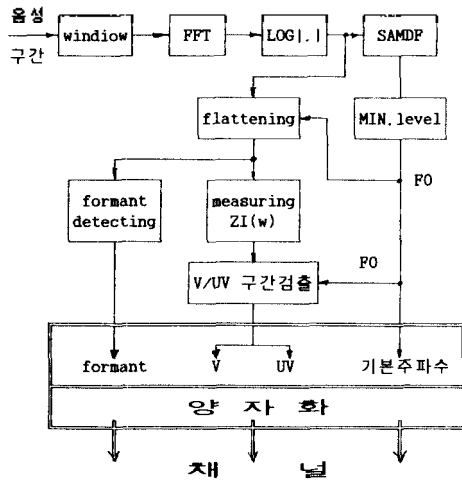 음성
구간
windiow
FFT
LOG|.|
SAMDF
flattening
MIN.level
F0
formant
detecting
measuring
ZI(w)
F0
V/UV 구간검출
formant
V
UV
기본주파수
양 자 화
채 널